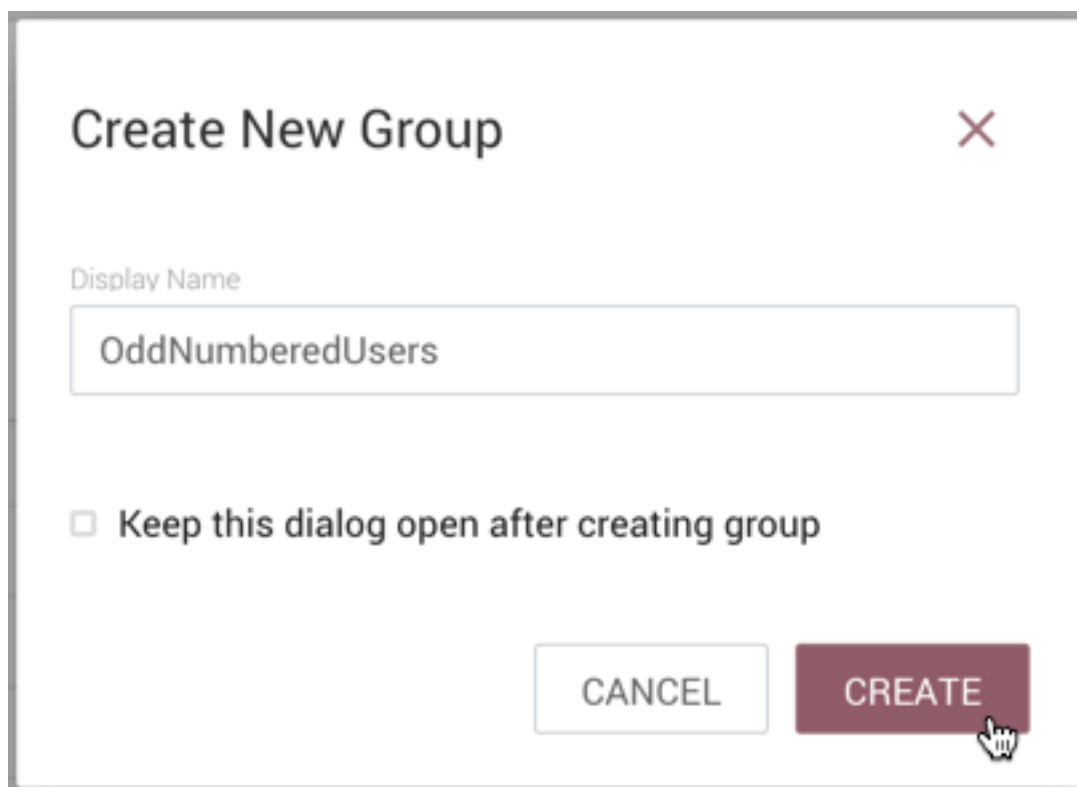 Create New Group
Display Name
OddNumberedUsers
Keep this dialog open after creating group
CANCEL
CREATE